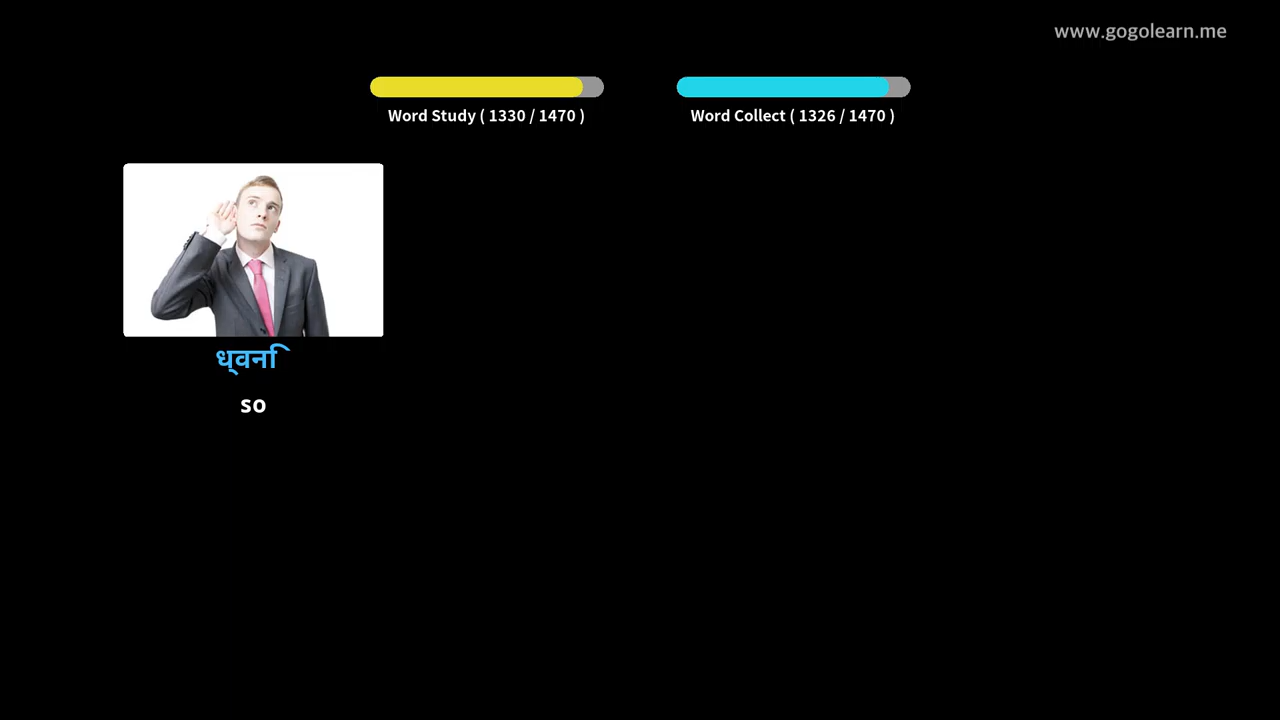 www.gogolearn.me
Word Study ( 1330 / 1470 )
Word Collect ( 1326 / 1470 )
ध्वनि
so